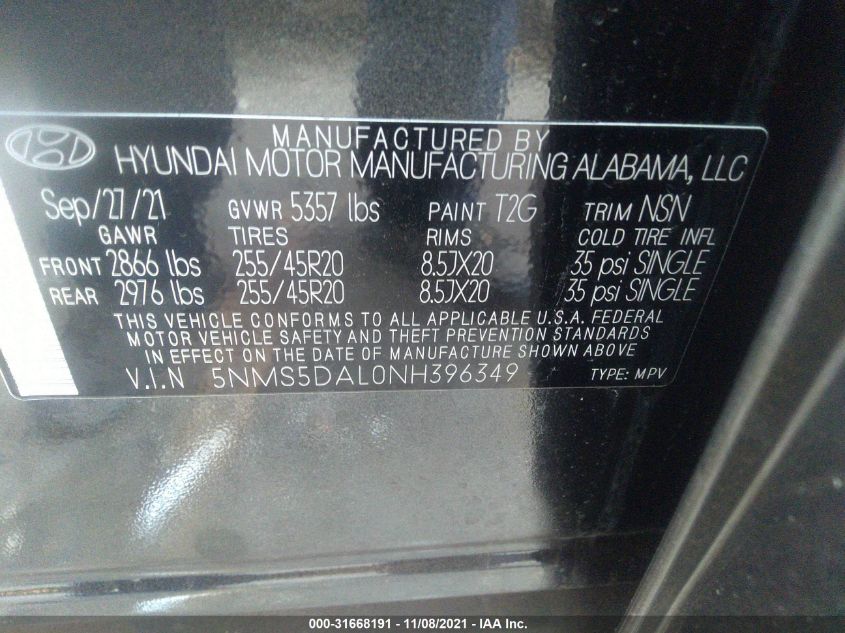 MANUFACTURED BY
HYUNDAI MOTOR MANUFACTURING ALABAMA, LLC
Sep/27/21 GVWR 5357 lbs PAINT T2G TRIM NSN
GAWR TIRES RIMS COLD TIRE INFL
FRONT 2866 lbs 255/45R20 8.5JX20 35 psi SINGLE
REAR 2976 lbs 255/45R20 8.5JX20 35 psi SINGLE
THIS VEHICLE CONFORMS TO ALL APPLICABLE U.S.A. FEDERAL
MOTOR VEHICLE SAFETY AND THEFT PREVENTION STANDARDS
IN EFFECT ON THE DATE OF MANUFACTURE SHOWN ABOVE
V.I.N 5NMS5DAL0NH396349 TYPE: MPV
000-31668191 - 11/08/2021 - IAA Inc.